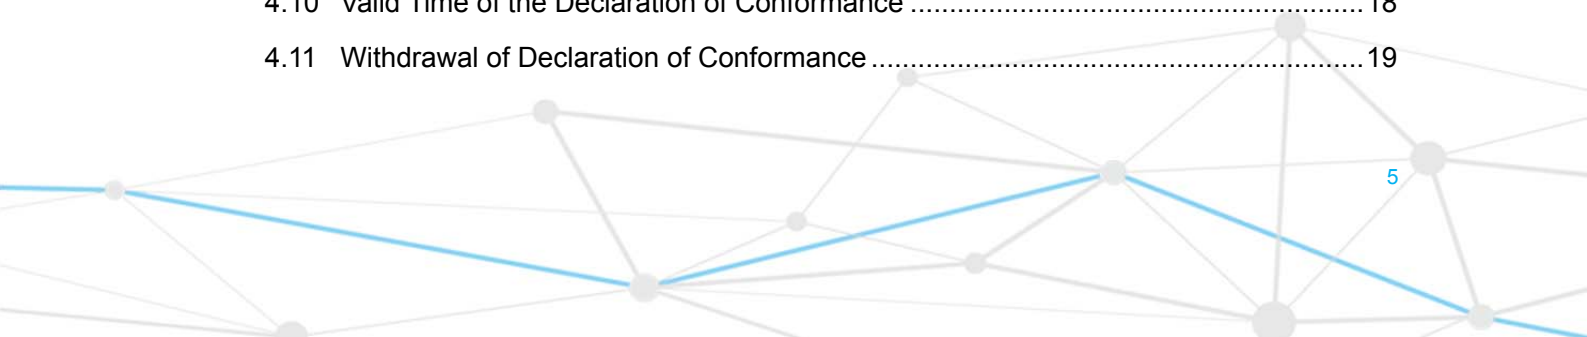 4.10 Valid Time of the Declaration of Conformance ........................................................... 18
4.11 Withdrawal of Declaration of Conformance ................................................................ 19
5